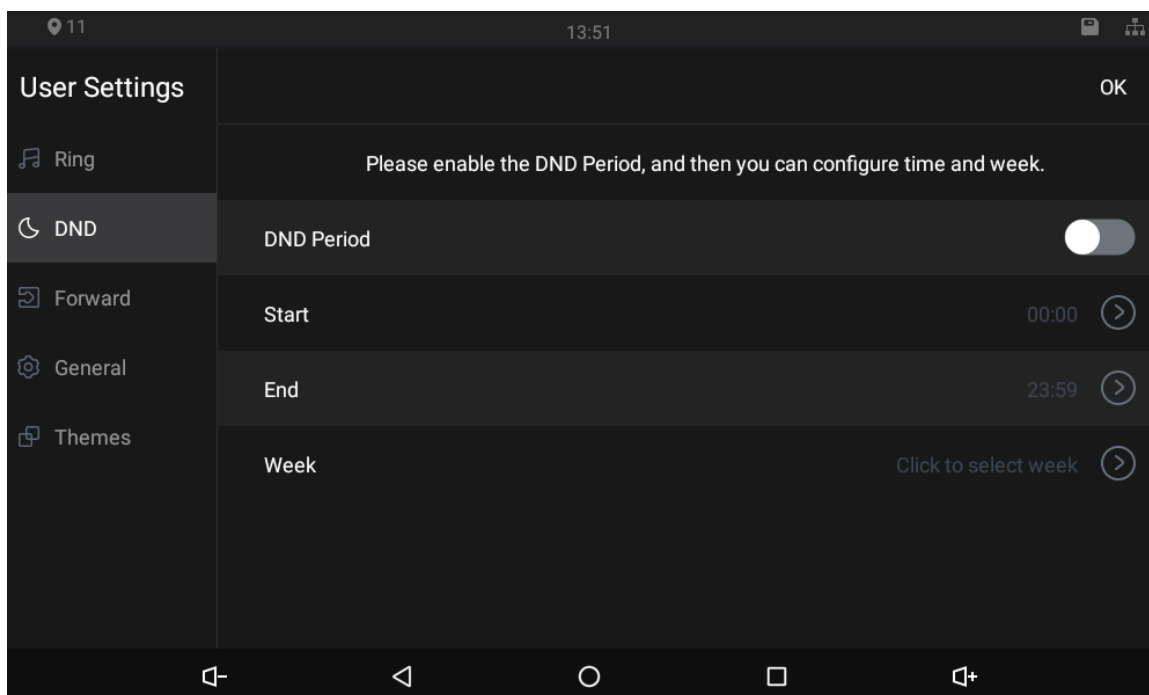 11
13:51
User Settings
OK
Ring
Please enable the DND Period, and then you can configure time and week.
DND
DND Period
Forward
Start
00:00
General
End
23:59
Themes
Week
Click to select week